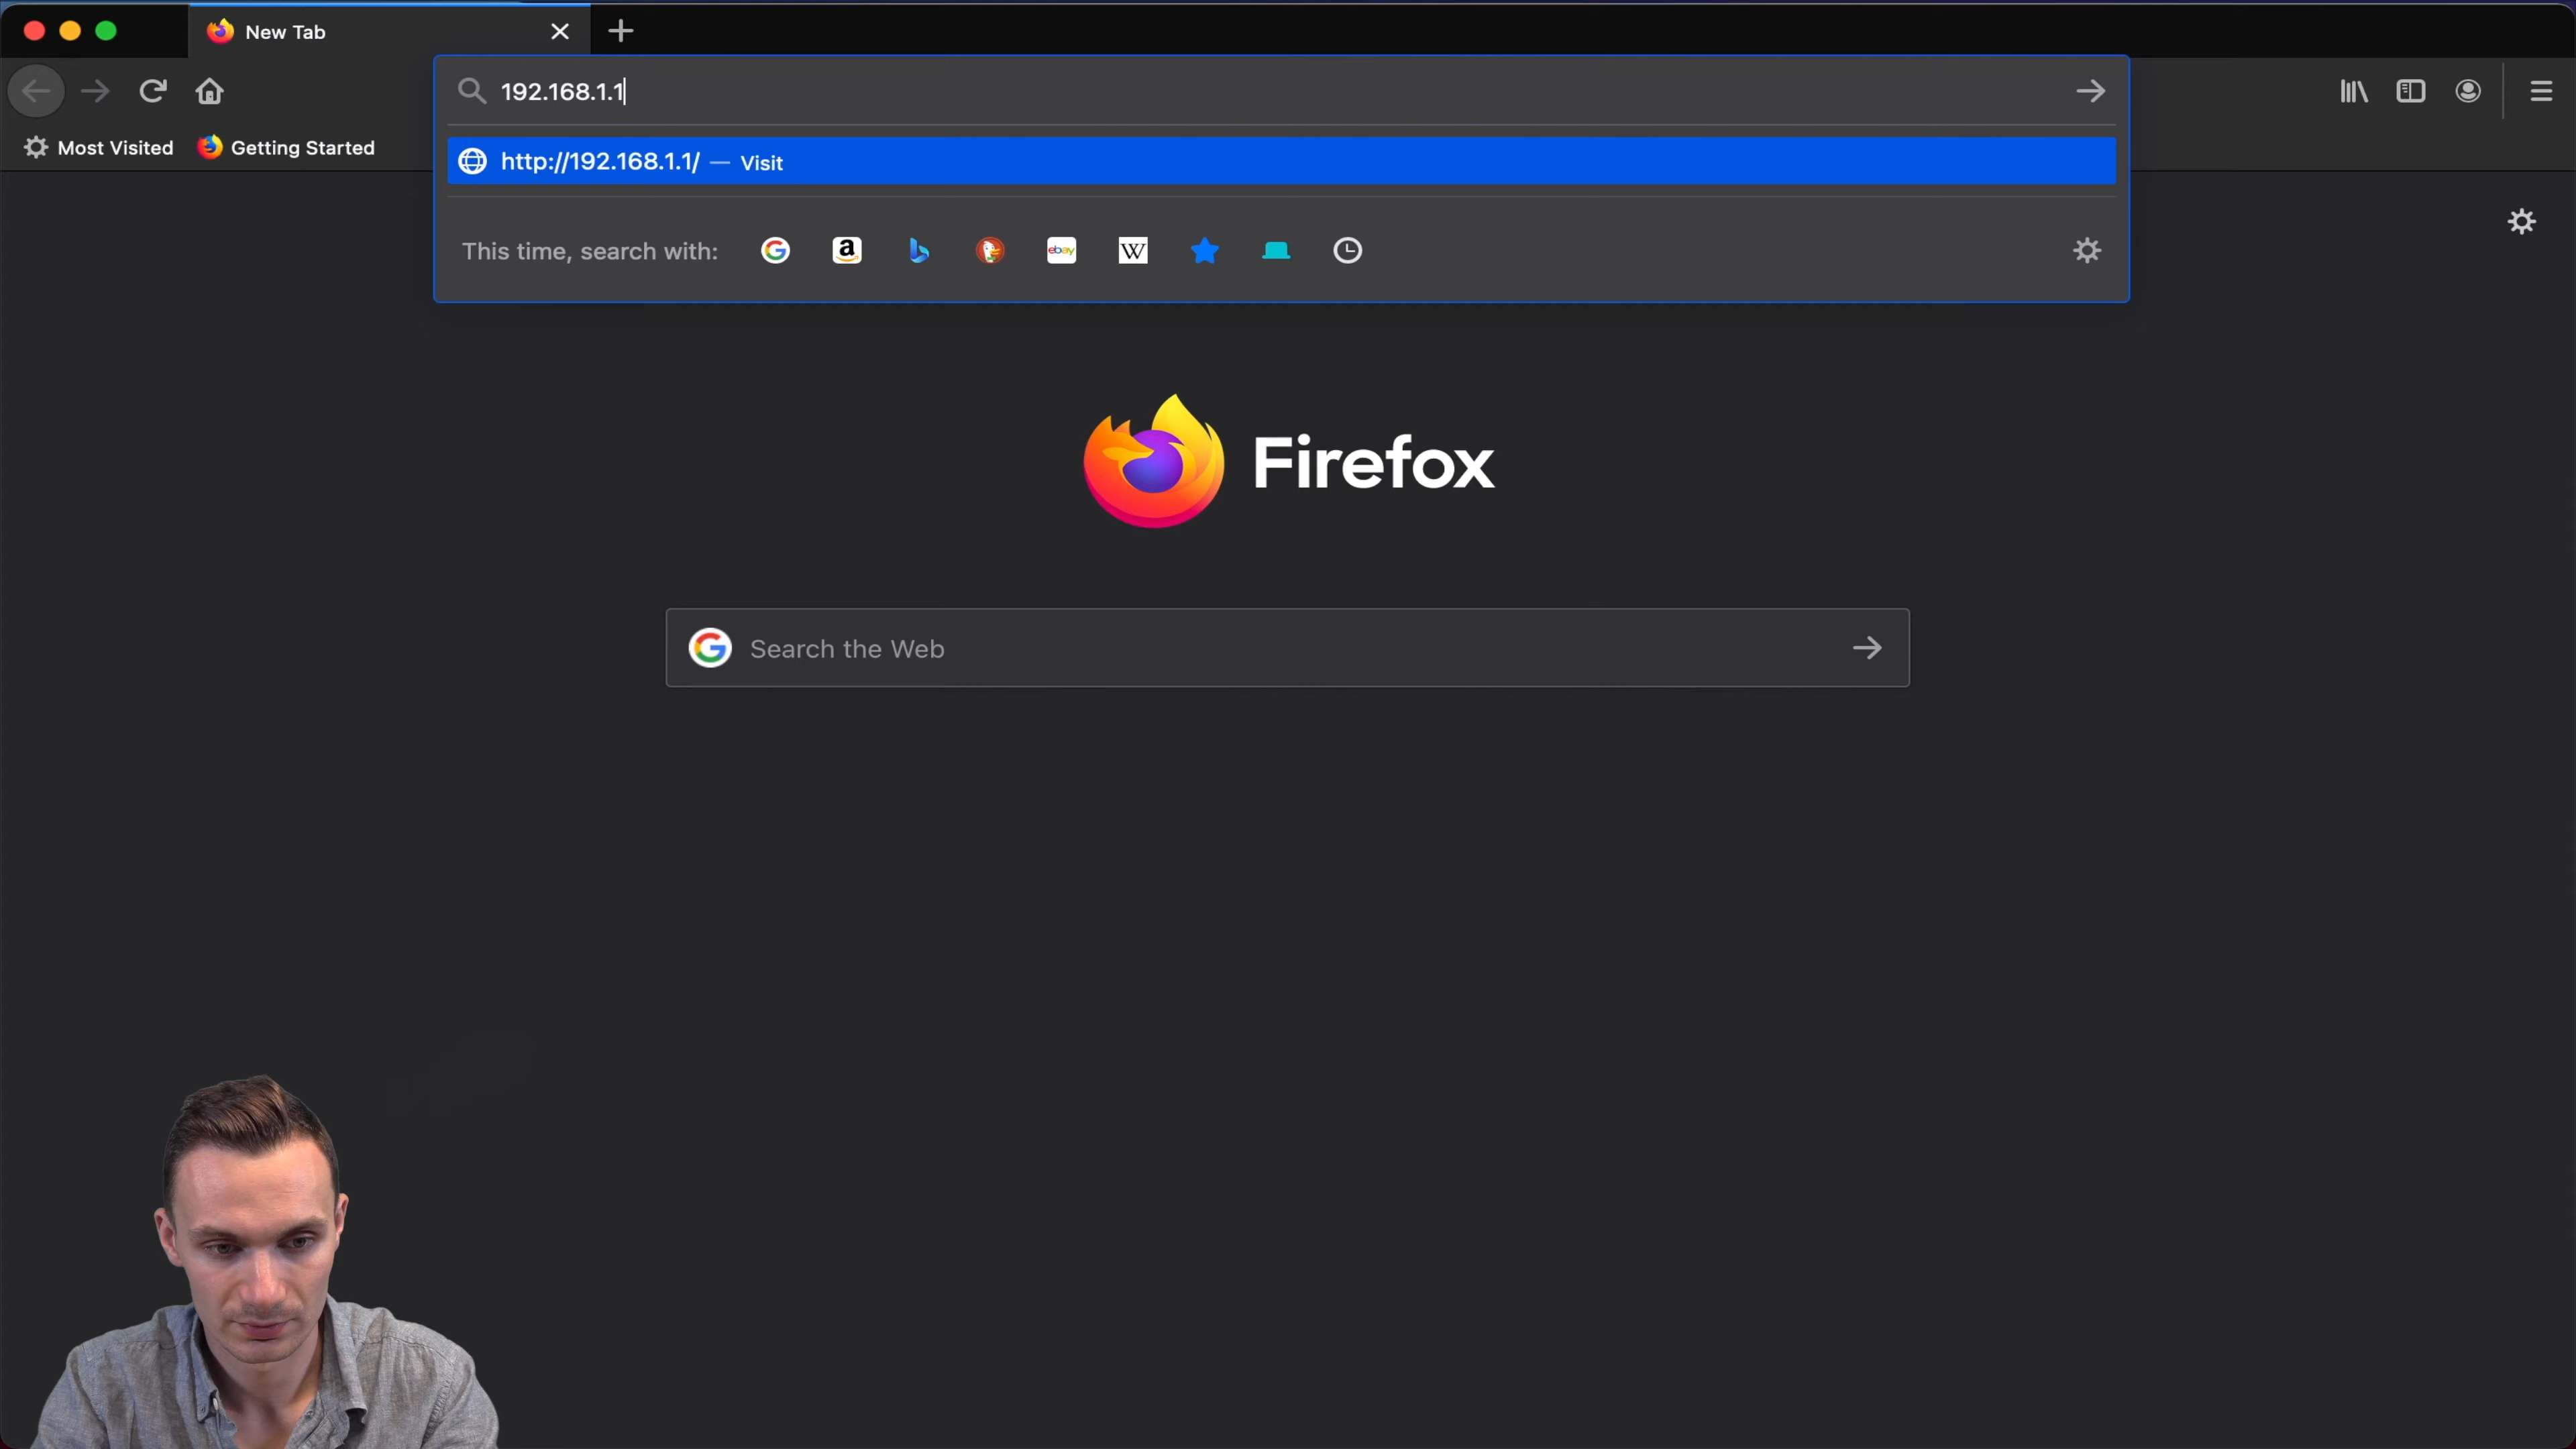 New Tab
192.168.1.1
Most Visited
Getting Started
http://192.168.1.1/ — Visit
This time, search with:
a
ebay
W
Firefox
Search the Web